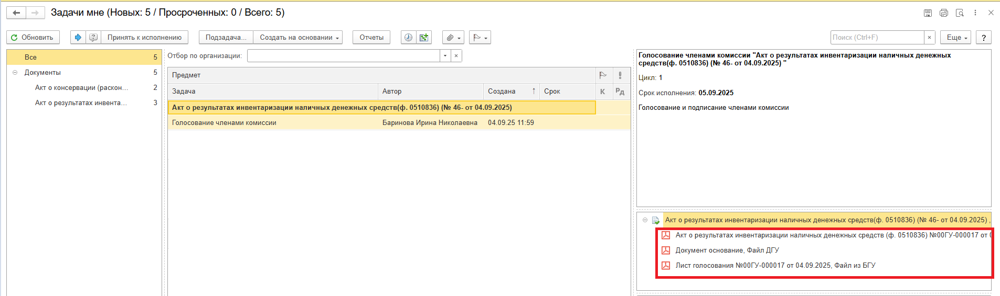 Задачи мне (Новых: 5 / Просроченных: 0 / Всего: 5)
Обновить
Принять к исполнению
Подзадача...
Создать на основании
Отчеты
Поиск (Ctrl+F)
×
Еще
?
Все 5
Документы 5
Акт о консервации (раскон... 2
Акт о результатах инвента... 3
Отбор по организации:
Предмет
Задача Автор Создана ↑ Срок К РД
Акт о результатах инвентаризации наличных денежных средств(ф. 0510836) (№ 46- от 04.09.2025)
Голосование членами комиссии Баринова Ирина Николаевна 04.09.25 11:59
Голосование членами комиссии "Акт о результатах инвентаризации наличных денежных
средств(ф. 0510836) (№ 46- от 04.09.2025) "
Цикл: 1
Срок исполнения: 05.09.2025
Голосование и подписание членами комиссии
Акт о результатах инвентаризации наличных денежных средств(ф. 0510836) (№ 46- от 04.09.2025) ,
Акт о результатах инвентаризации наличных денежных средств (ф. 0510836) №00ГУ-000017 от 0
Документ основание, Файл ДГУ
Лист голосования №00ГУ-000017 от 04.09.2025, Файл из БГУ